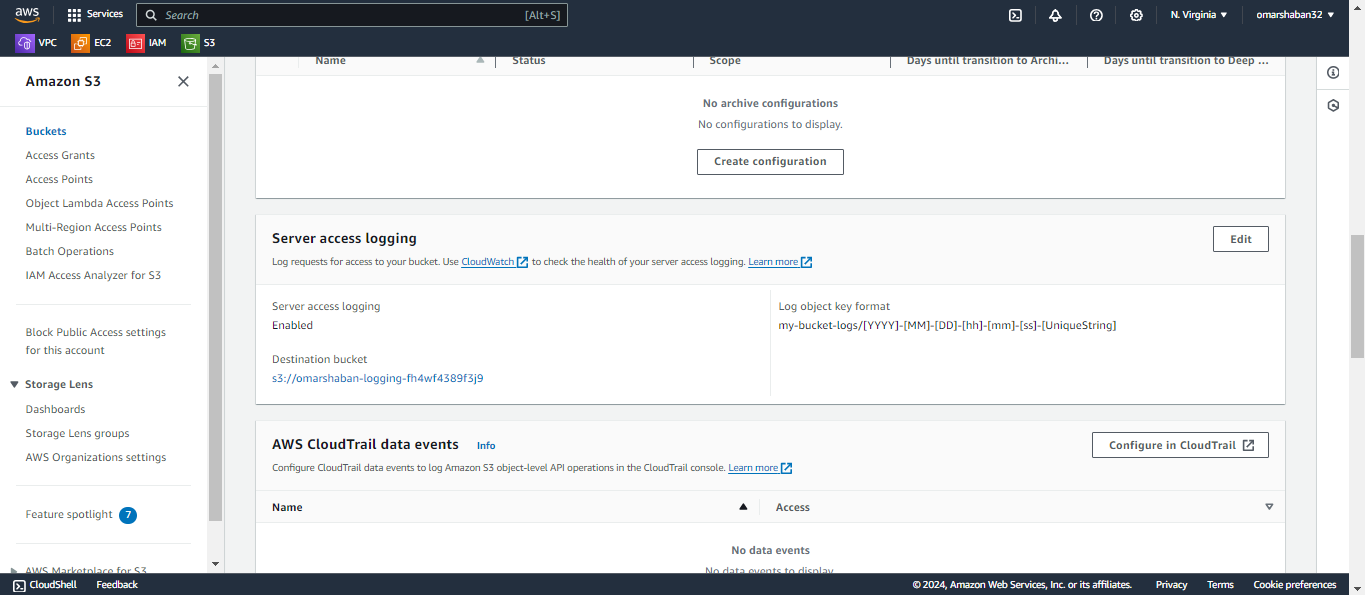 aws
Services
Search
[Alt+S]
N. Virginia
omarshaban32
VPC
EC2
IAM
S3
Amazon S3
Buckets
Access Grants
Access Points
Object Lambda Access Points
Multi-Region Access Points
Batch Operations
IAM Access Analyzer for S3
Block Public Access settings
for this account
Storage Lens
Dashboards
Storage Lens groups
AWS Organizations settings
Feature spotlight 7
AWS Marketplace for S3
Name
Status
Scope
Days until transition to Archi...
Days until transition to Deep ...
No archive configurations
No configurations to display.
Create configuration
Server access logging
Edit
Log requests for access to your bucket. Use CloudWatch to check the health of your server access logging. Learn more
Server access logging
Enabled
Destination bucket
s3://omarshaban-logging-fh4wf4389f3j9
Log object key format
my-bucket-logs/[YYYY]-[MM]-[DD]-[hh]-[mm]-[ss]-[UniqueString]
AWS CloudTrail data events Info
Configure in CloudTrail
Configure CloudTrail data events to log Amazon S3 object-level API operations in the CloudTrail console. Learn more
Name
Access
No data events
No data events to display.
CloudShell
Feedback
© 2024, Amazon Web Services, Inc. or its affiliates.
Privacy
Terms
Cookie preferences